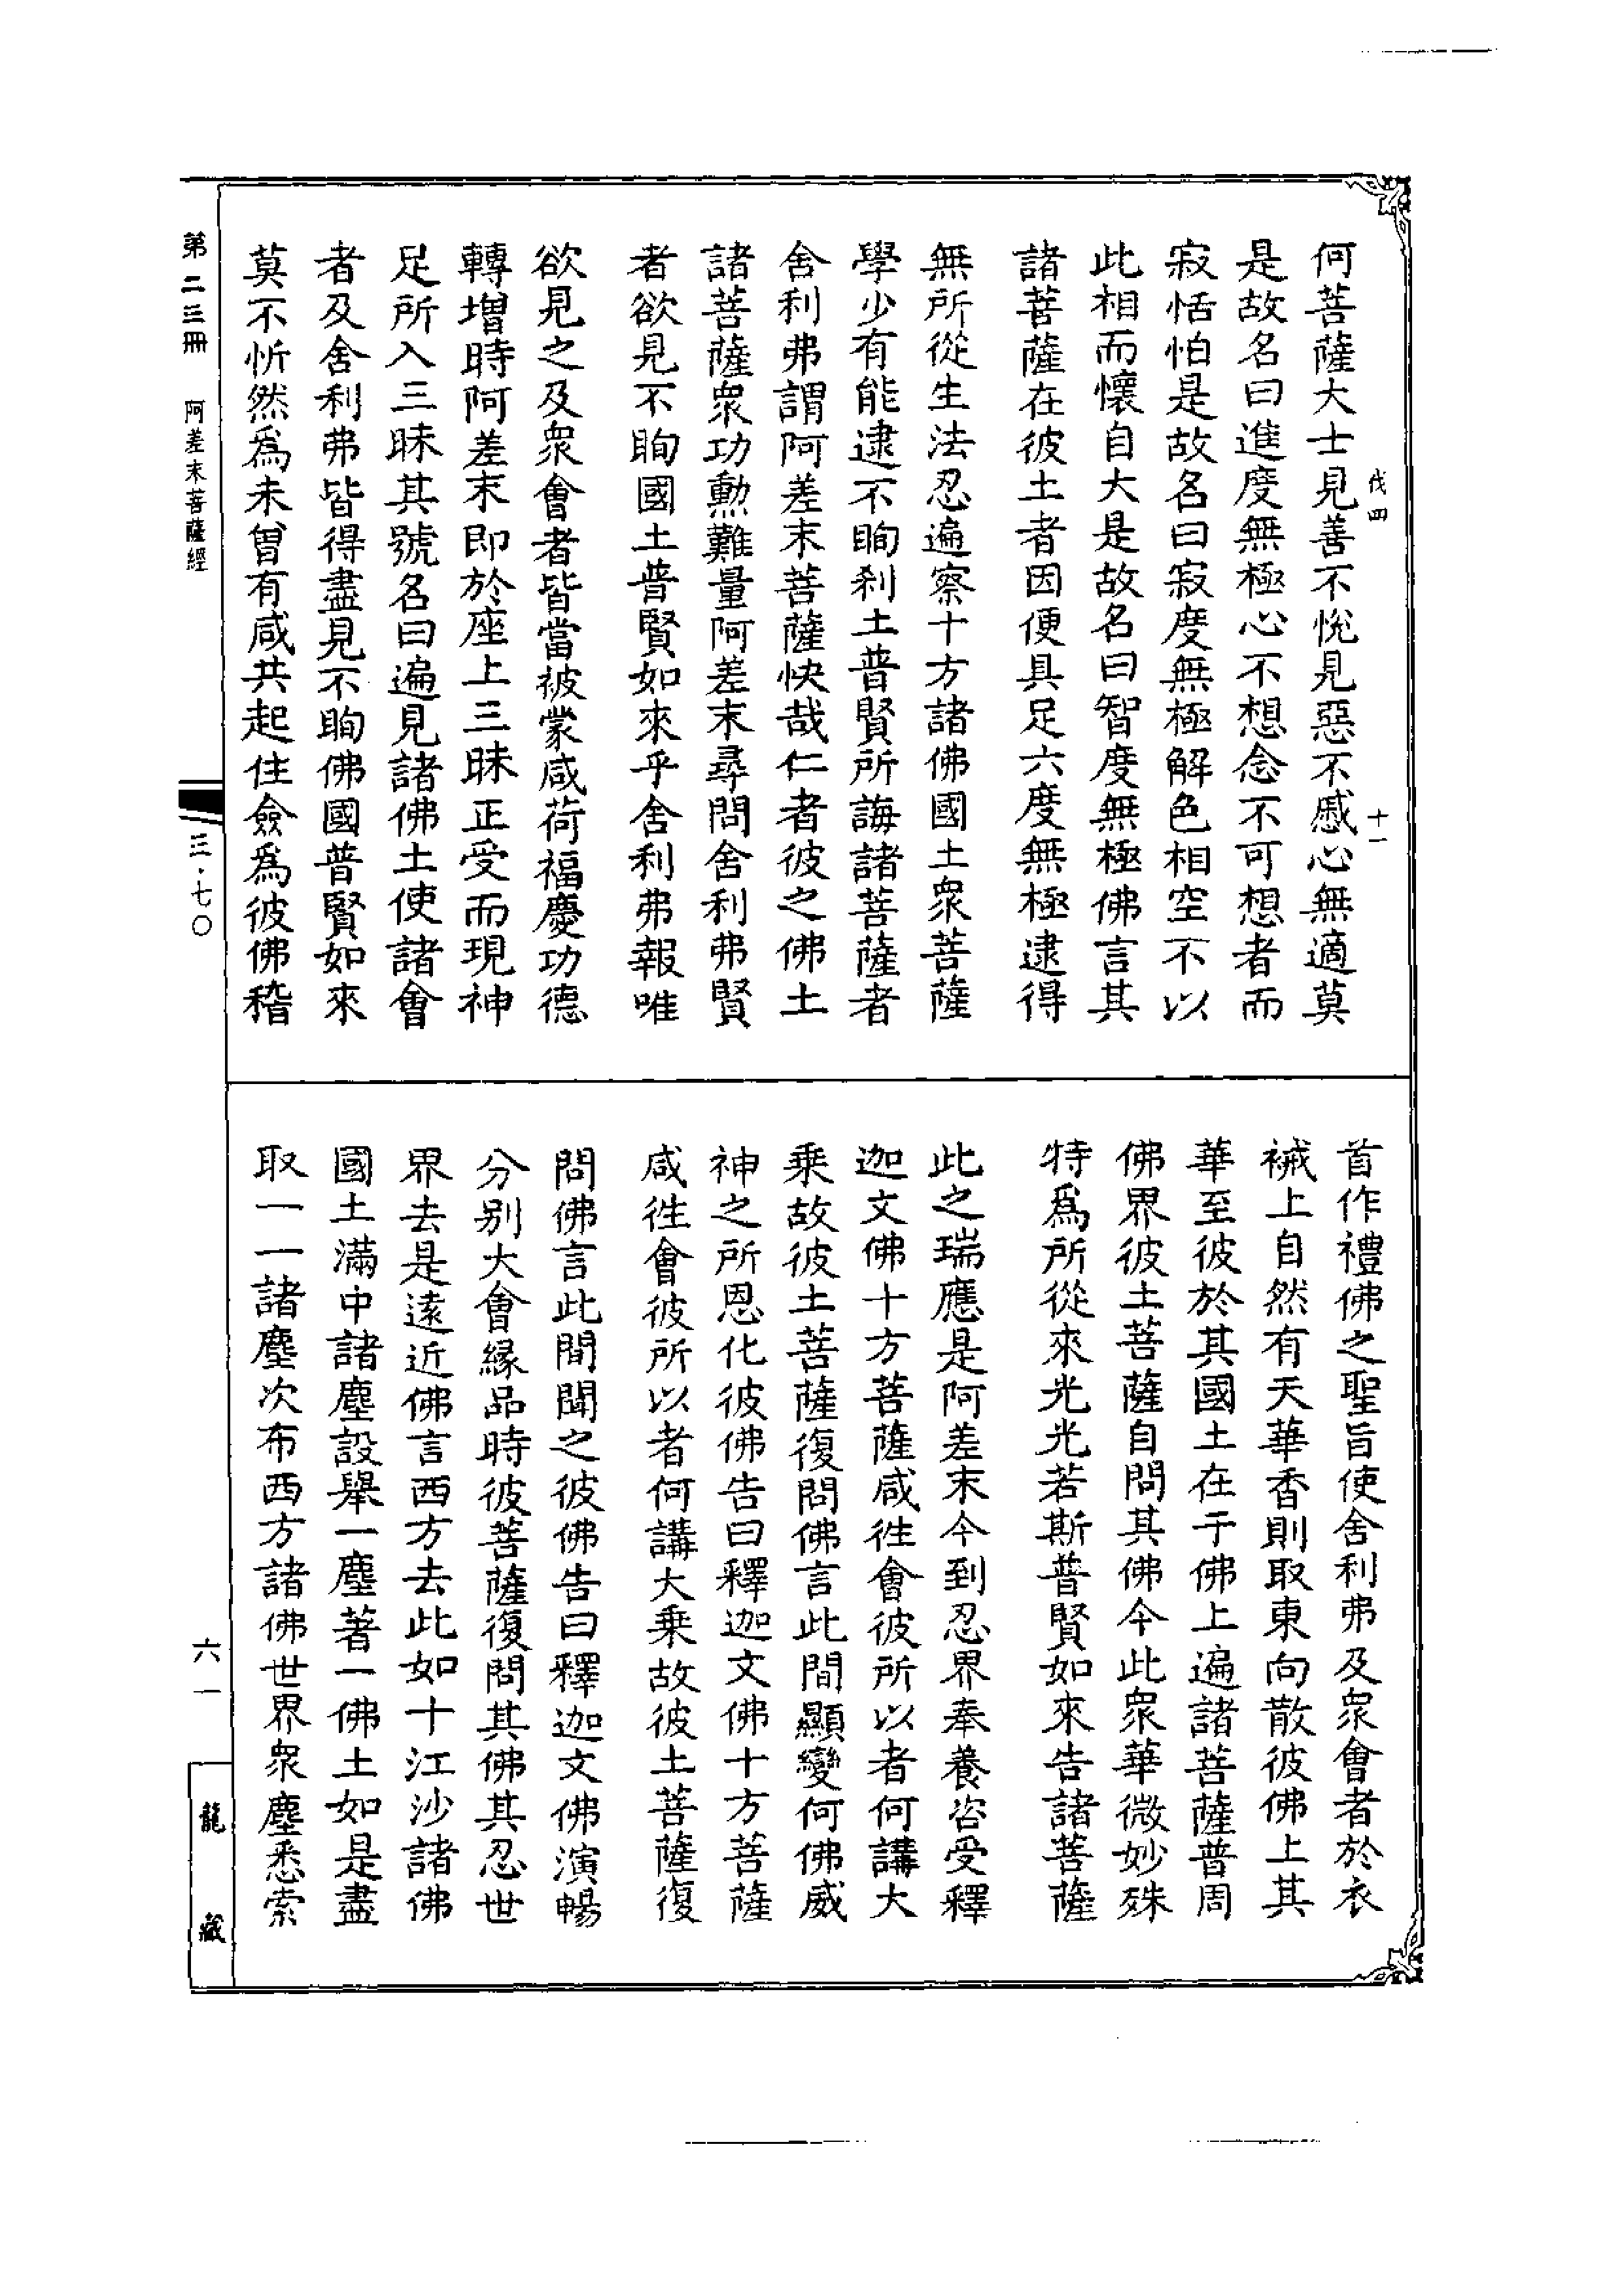 伐四
十一
何菩薩大士見善不悅見惡不慼心無適莫
是故名曰進度無極心不想念不可想者而
寂恬怕是故名曰寂度無極解色相空不以
此相而懷自大是故名曰智度無極佛言其
諸菩薩在彼土者因便具足六度無極逮得
無所從生法忍遍察十方諸佛國土衆菩薩
學少有能逮不眴刹土普賢所誨諸菩薩者
舍利弗謂阿差末菩薩快哉仁者彼之佛土
諸菩薩衆功勲難量阿差末尋問舍利弗賢
者欲見不眴國土普賢如來乎舍利弗報唯
欲見之及衆會者皆當被蒙咸荷福慶功德
轉增時阿差末即於座上三昧正受而現神
足所入三昧其號名曰遍見諸佛土使諸會
者及舍利弗皆得盡見不眴佛國普賢如來
莫不忻然爲未曾有咸共起住僉爲彼佛稽
首作禮佛之聖旨使舍利弗及衆會者於衣
裓上自然有天華香則取東向散彼佛上其
華至彼於其國土在于佛上遍諸菩薩普周
佛界彼土菩薩自問其佛今此衆華微妙殊
特爲所從來光光若斯普賢如來告諸菩薩
此之瑞應是阿差末今到忍界奉養咨受釋
迦文佛十方菩薩咸徃會彼所以者何講大
乗故彼土菩薩復問佛言此間顯變何佛威
神之所恩化彼佛告曰釋迦文佛十方菩薩
咸徃會彼所以者何講大乗故彼土菩薩復
問佛言此間聞之彼佛告曰釋迦文佛演暢
分别大會緣品時彼菩薩復問其佛其忍世
界去是遠近佛言西方去此如十江沙諸佛
國土滿中諸塵設舉一塵著一佛土如是盡
取一一諸塵次布西方諸佛世界衆塵悉索
第二三冊 阿差末菩薩經
三·七〇
六一
龍藏